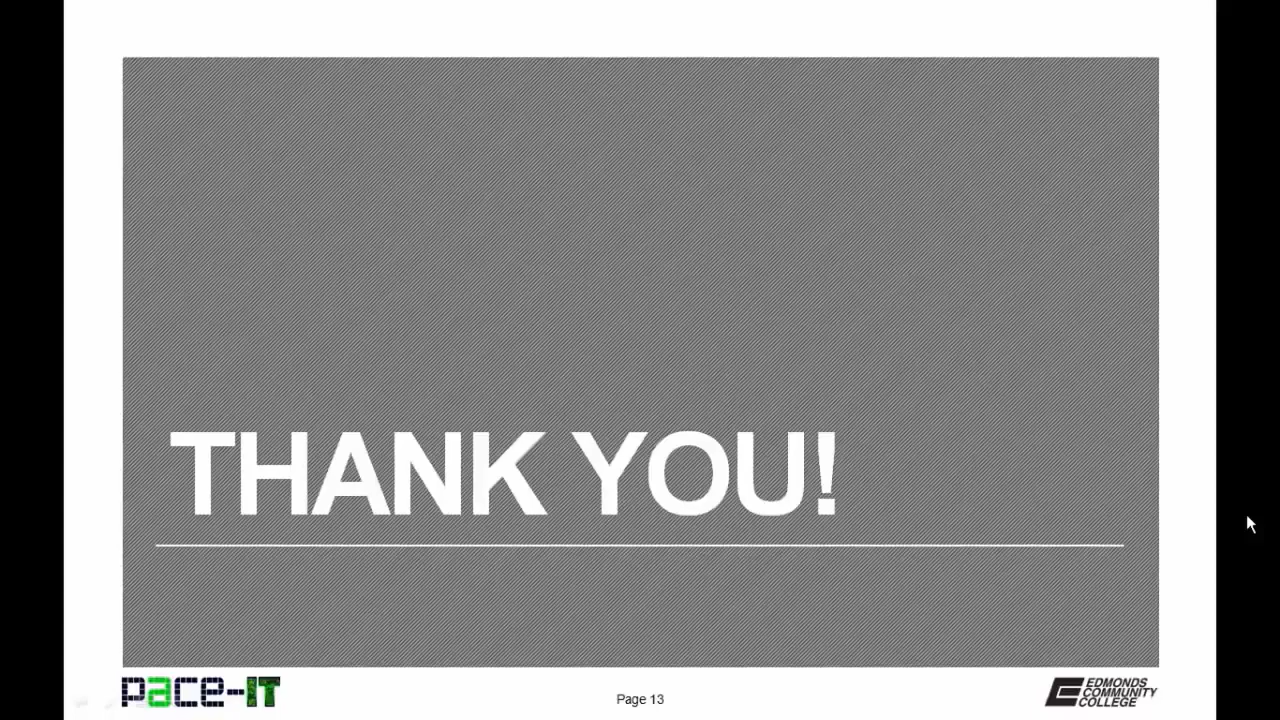 THANK YOU!
pace-IT
Page 13
EDMONDS
COMMUNITY
COLLEGE